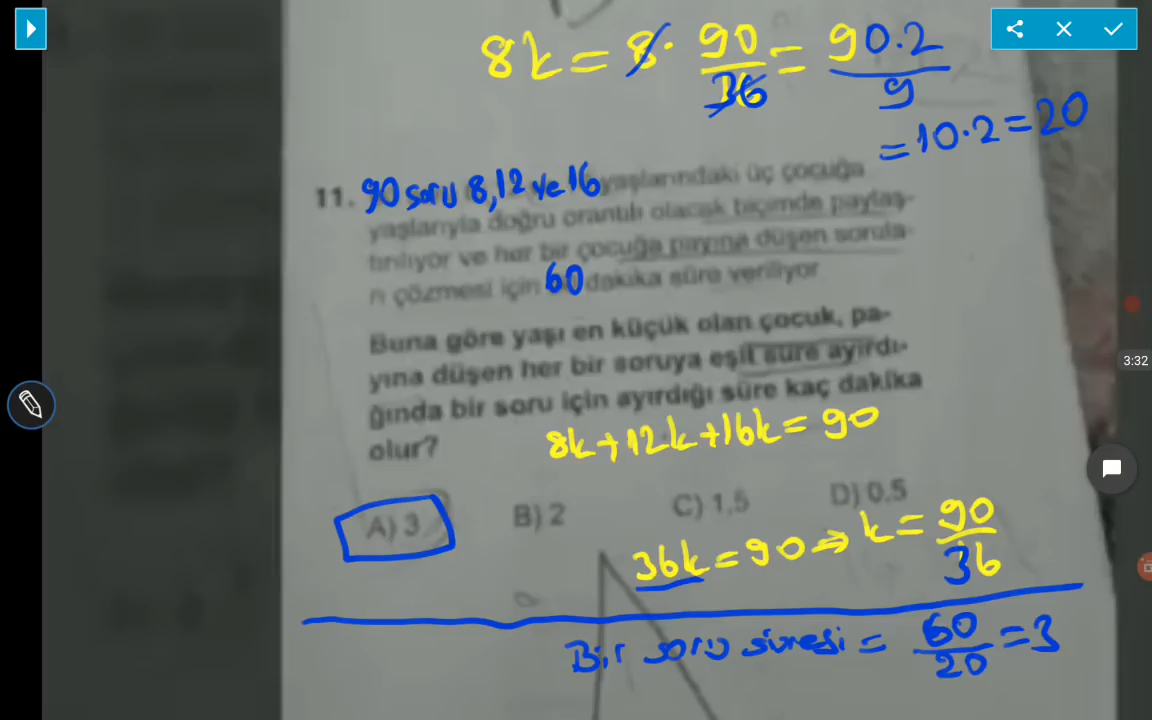 8k = 8 . 90/36 = 90.2/9
= 10.2 = 20
11. 90 soru 8,12 ve 16 yaşlarındaki üç çocuğa
yaşlarıyla doğru orantılı olacak biçimde paylaş-
tırılıyor ve her bir çocuğa payına düşen sorula-
rı çözmesi için 60 dakika süre veriliyor
Buna göre yaşı en küçük olan çocuk, pa-
yına düşen her bir soruya eşit süre ayırdı-
ğında bir soru için ayırdığı süre kaç dakika
olur?
8k+12k+16k = 90
A) 3 B) 2 C) 1,5 D) 0,5
36k = 90 ⇒ k = 90/36
Bir soru süresi = 60/20 = 3
3:32